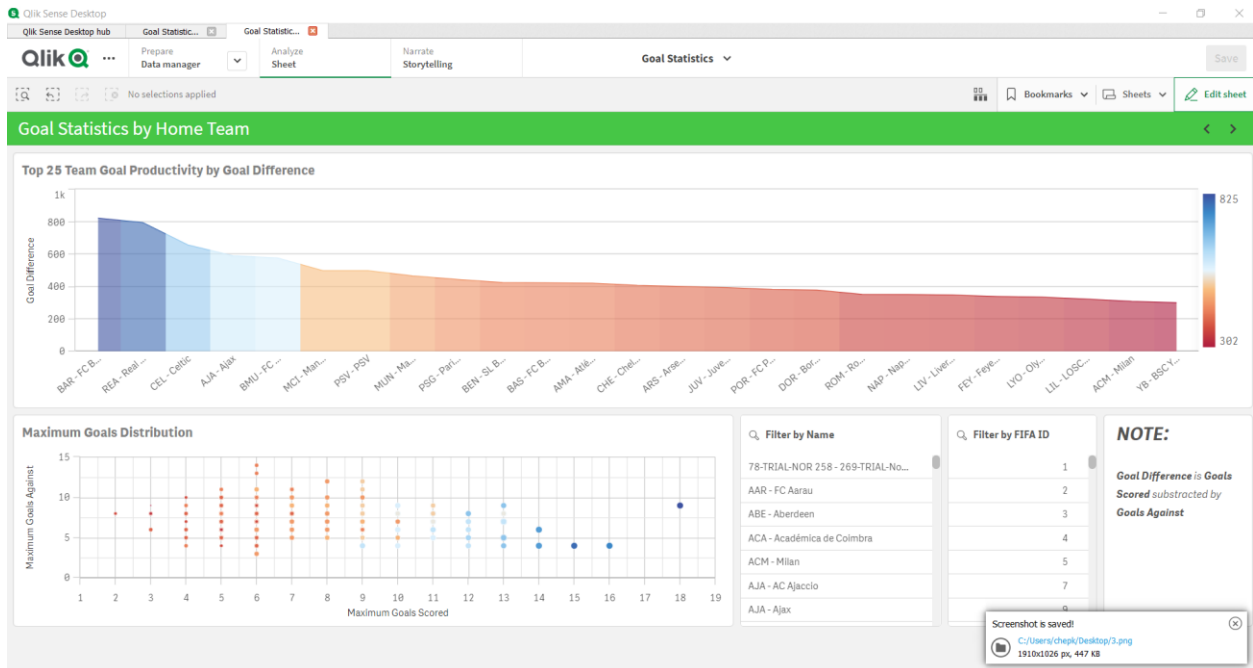 Qlik Sense Desktop
Qlik Sense Desktop hub
Goal Statistic...
Goal Statistic...
Qlik
Prepare
Data manager
Analyze
Sheet
Narrate
Storytelling
Goal Statistics
Save
No selections applied
Bookmarks
Sheets
Edit sheet
Goal Statistics by Home Team
Top 25 Team Goal Productivity by Goal Difference
Goal Difference
1k
800
600
400
200
0
BAR - FC B...
REA - Real ...
CEL - Celtic
AJA - Ajax
BMU - FC ...
MCI - Man...
PSV - PSV
MUN - Ma...
PSG - Pari...
BEN - SL B...
BAS - FC B...
AMA - Atlé...
CHE - Chel...
ARS - Arse...
JUV - Juve...
POR - FC P...
DOR - Bor...
ROM - Ro...
NAP - Nap...
LIV - Liver...
FEY - Feye...
LYO - Oly...
LIL - LOSC...
ACM - Milan
YB - BSC Y...
825
302
Maximum Goals Distribution
Maximum Goals Against
15
10
5
0
1 2 3 4 5 6 7 8 9 10 11 12 13 14 15 16 17 18 19
Maximum Goals Scored
Filter by Name
78-TRIAL-NOR 258 - 269-TRIAL-No...
AAR - FC Aarau
ABE - Aberdeen
ACA - Académica de Coimbra
ACM - Milan
AJA - AC Ajaccio
AJA - Ajax
Filter by FIFA ID
1
2
3
4
5
7
9
NOTE:
Goal Difference is Goals
Scored substracted by
Goals Against
Screenshot is saved!
C:/Users/chepk/Desktop/3.png
1910x1026 px, 447 KB